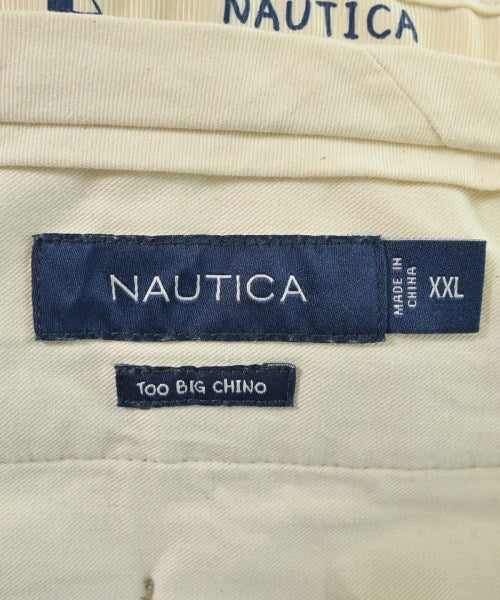 NAUTICA
NAUTICA
MADE IN
CHINA
XXL
TOO BIG CHINO